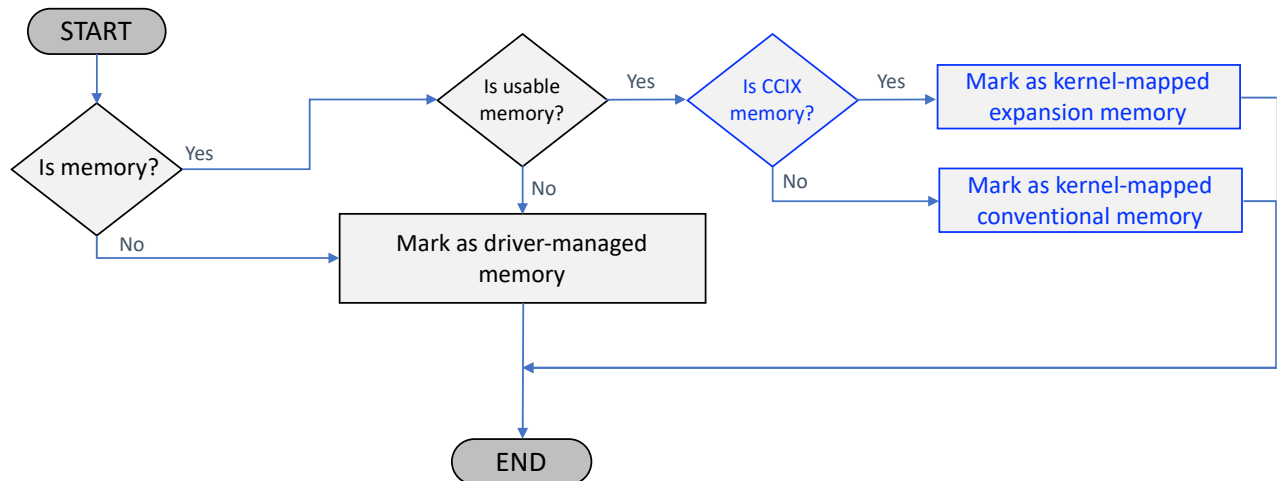 START
Is memory?
Yes
No
Is usable
memory?
Yes
No
Is CCIX
memory?
Yes
No
Mark as kernel-mapped
expansion memory
Mark as kernel-mapped
conventional memory
Mark as driver-managed
memory
END